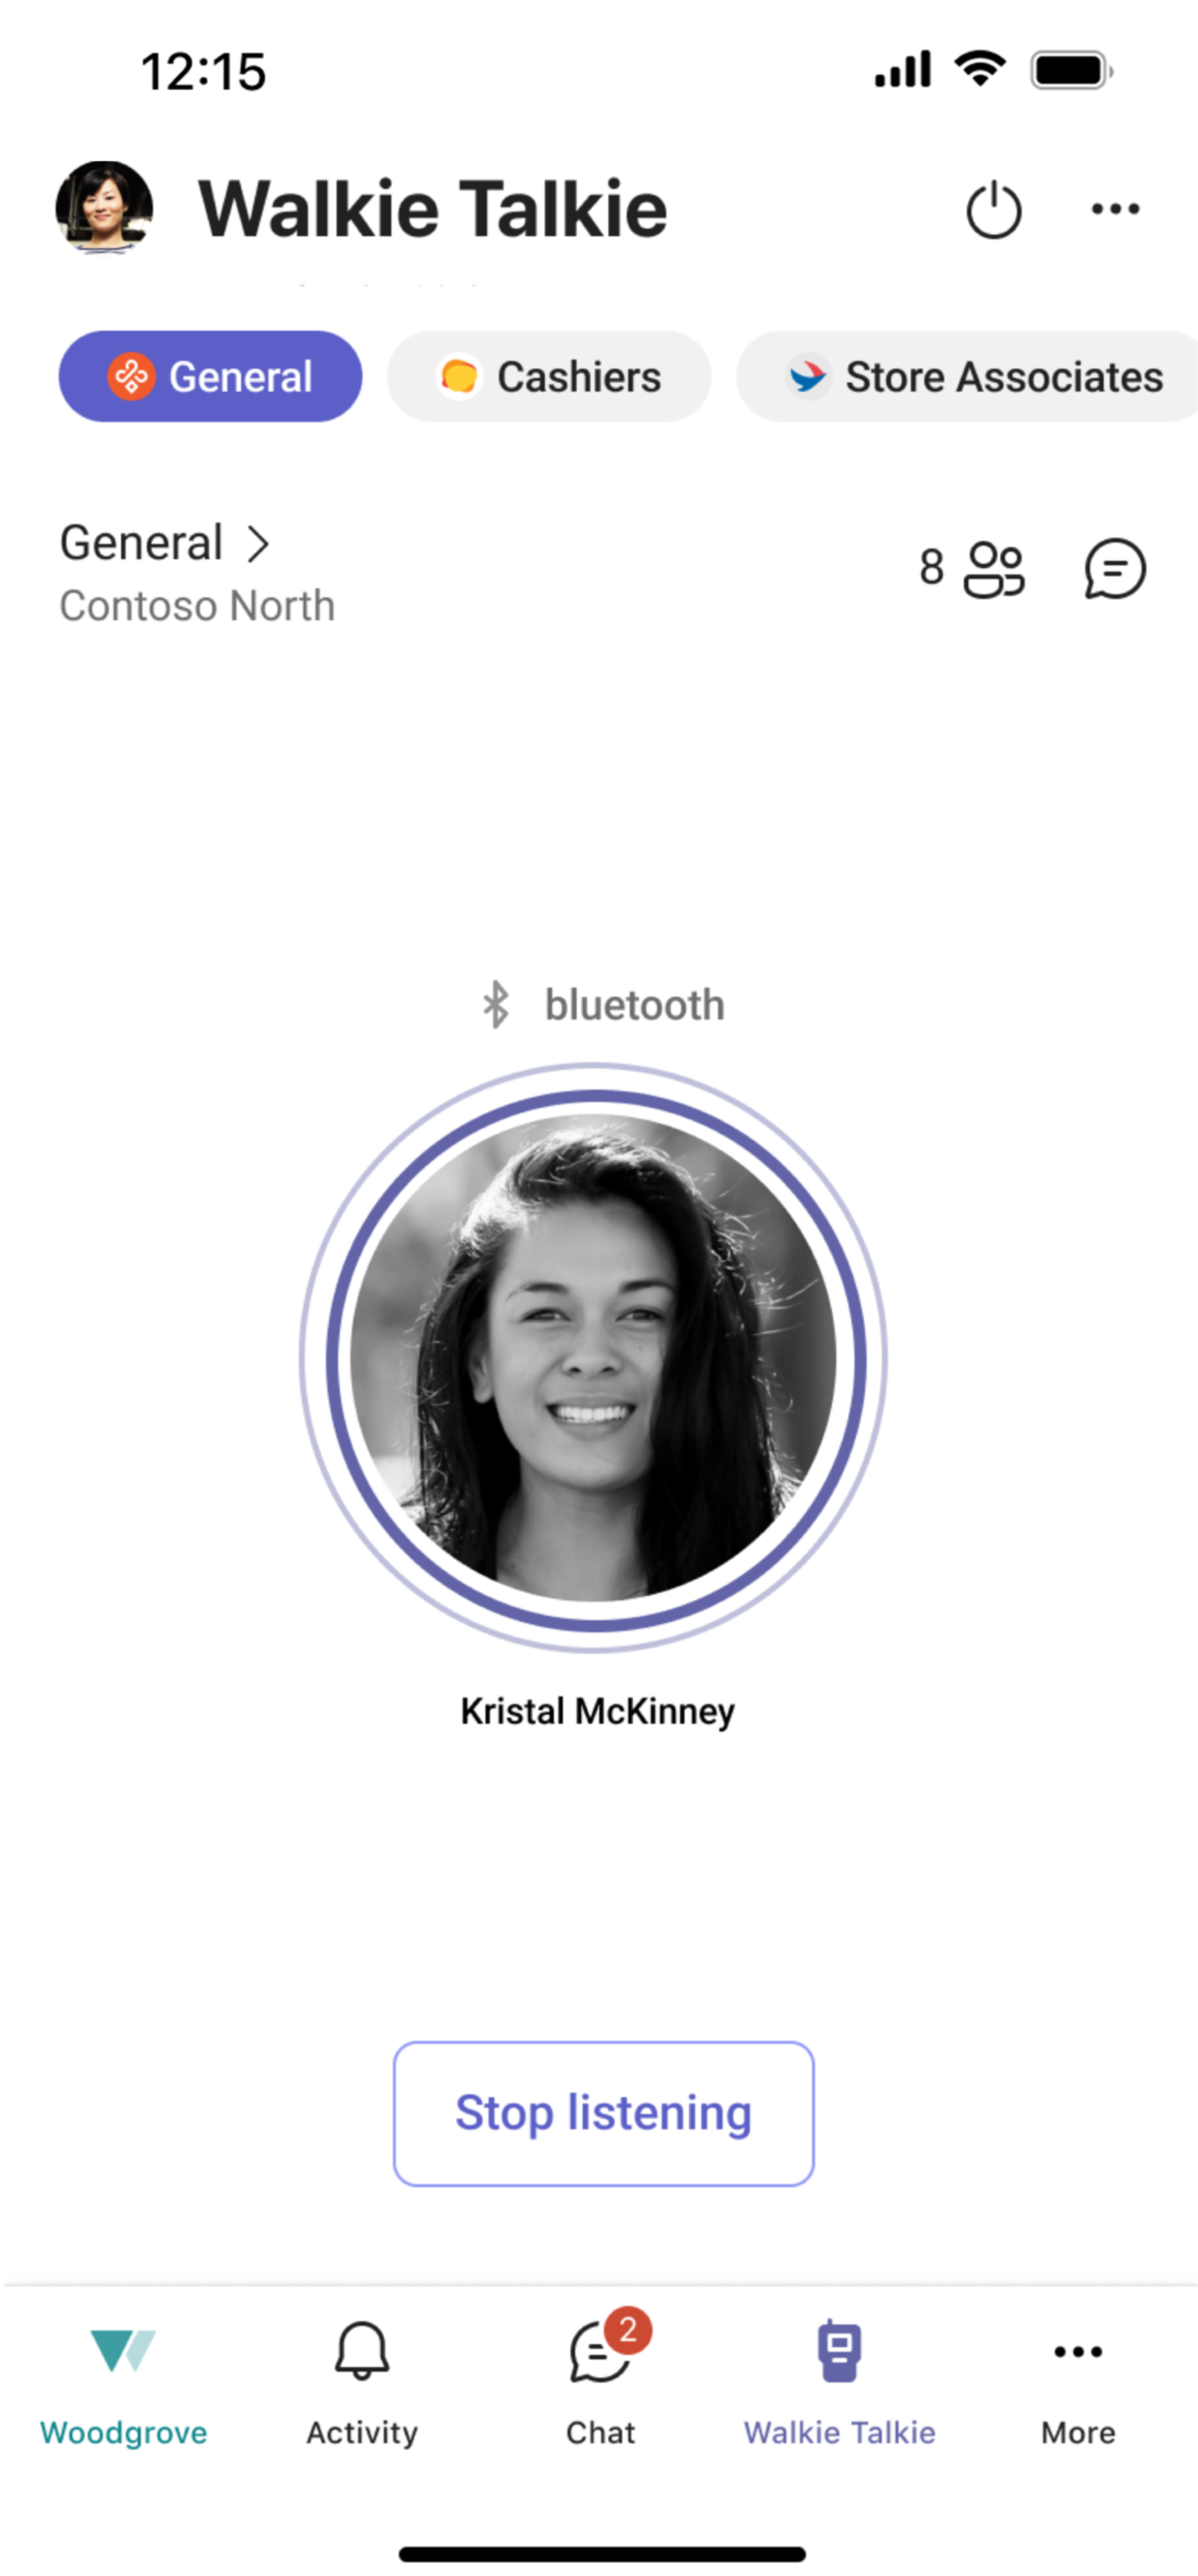 12:15
Walkie Talkie
General Cashiers Store Associates
General
Contoso North
8
bluetooth
Kristal McKinney
Stop listening
2
Woodgrove Activity Chat Walkie Talkie More